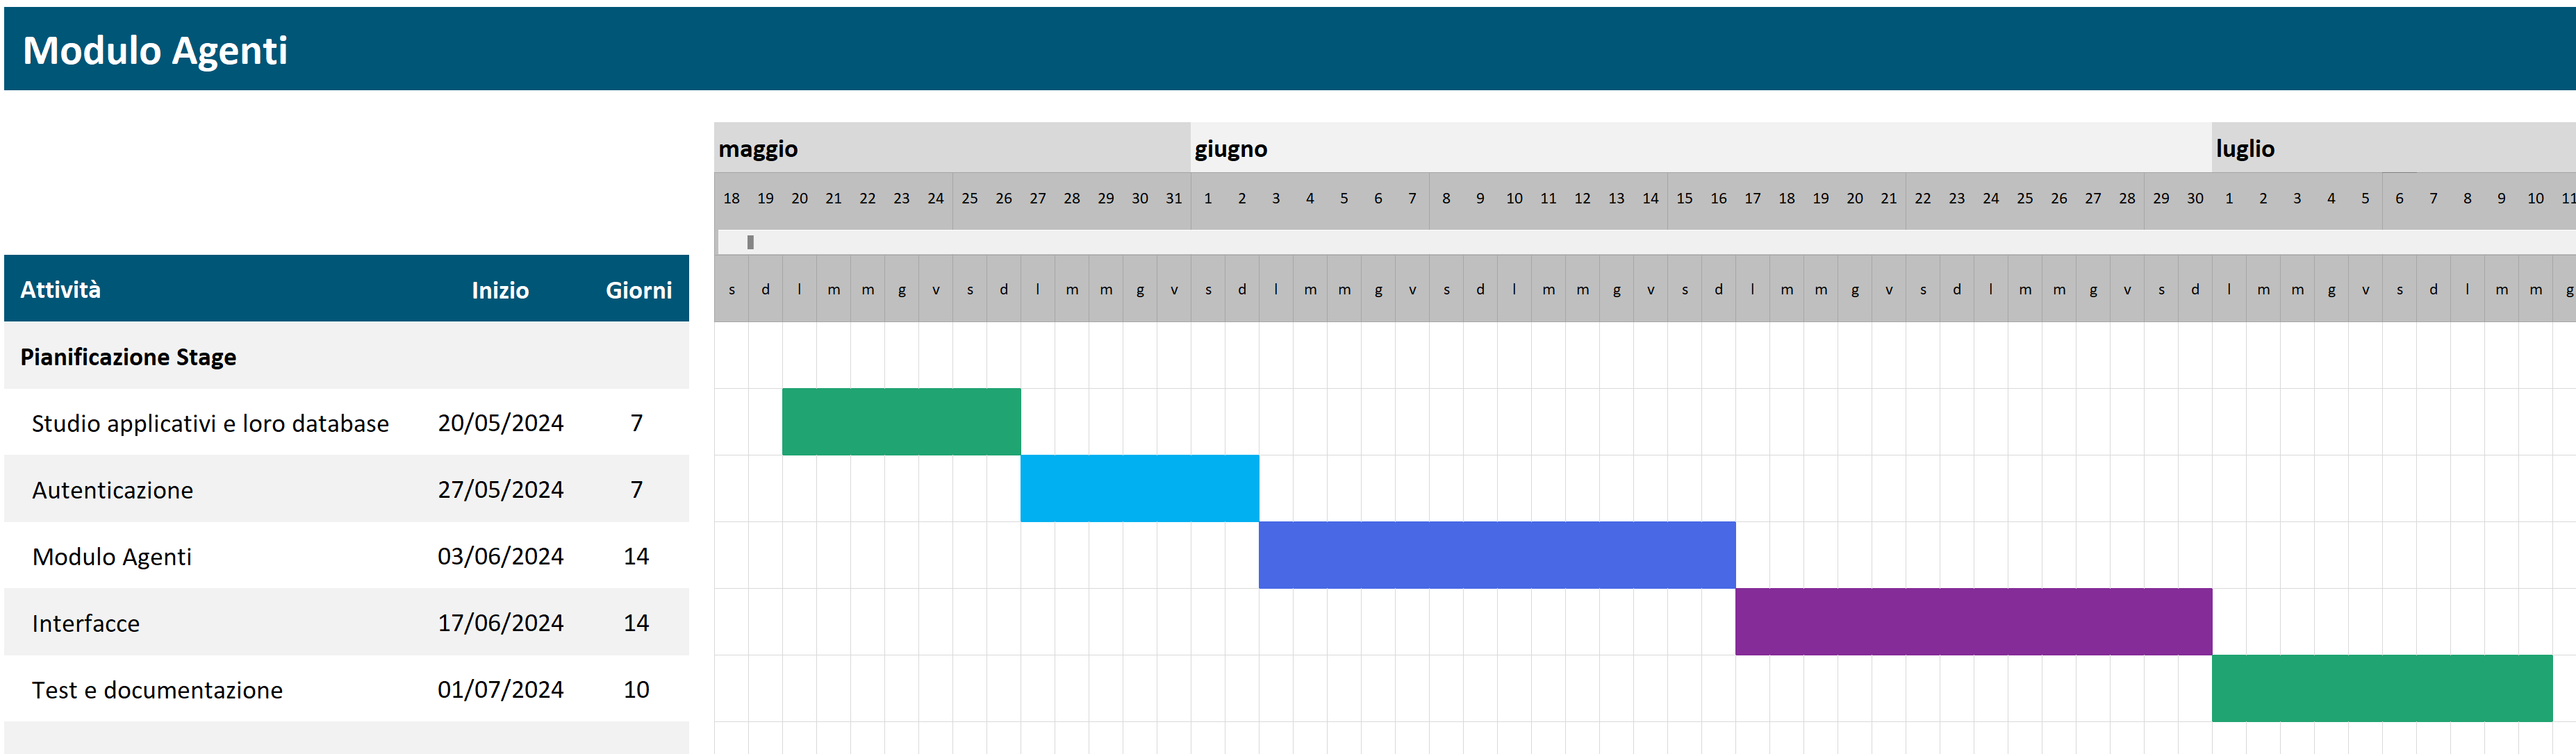 Modulo Agenti
maggio giugno luglio
18 19 20 21 22 23 24 25 26 27 28 29 30 31 1 2 3 4 5 6 7 8 9 10 11 12 13 14 15 16 17 18 19 20 21 22 23 24 25 26 27 28 29 30 1 2 3 4 5 6 7 8 9 10 11
Attività Inizio Giorni s d l m m g v s d l m m g v s d l m m g v s d l m m g v s d l m m g v s d l m m g v s d l m m g v s d l m m g
Pianificazione Stage
Studio applicativi e loro database 20/05/2024 7
Autenticazione 27/05/2024 7
Modulo Agenti 03/06/2024 14
Interfacce 17/06/2024 14
Test e documentazione 01/07/2024 10